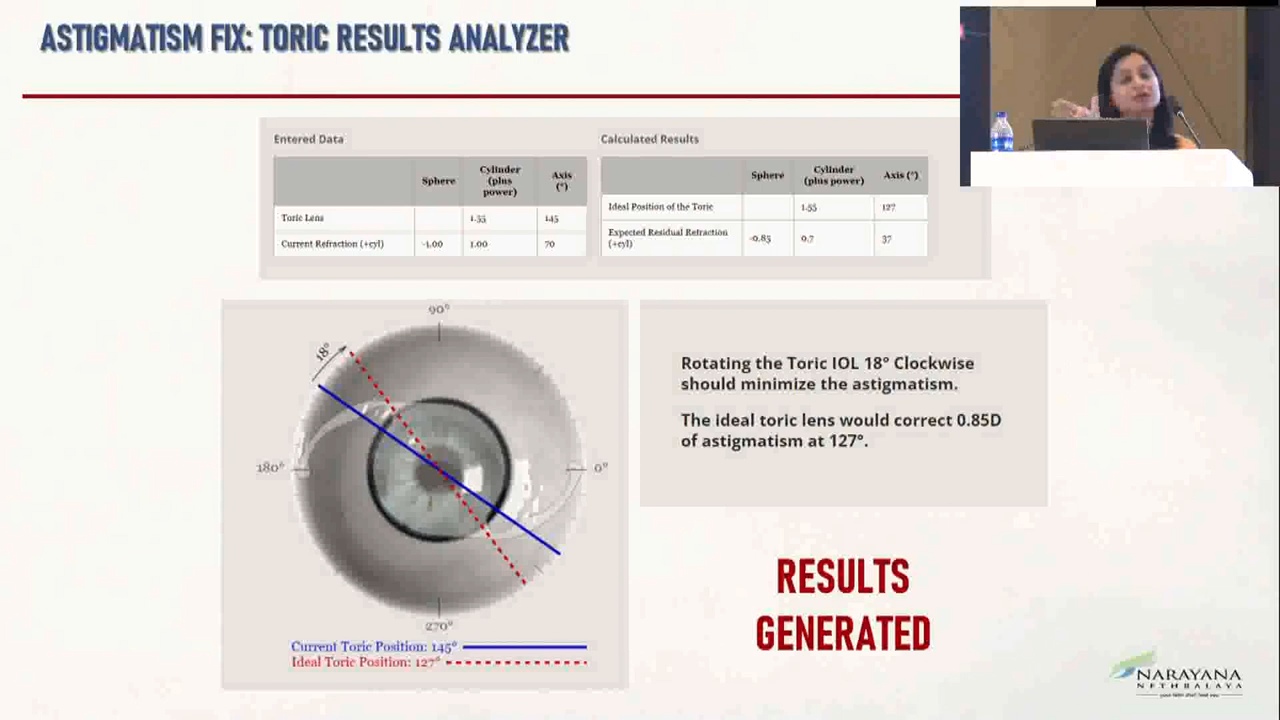 ASTIGMATISM FIX: TORIC RESULTS ANALYZER
Entered Data
Sphere
Cylinder
(plus
power)
Axis
(°)
Toric Lens
1.55
145
Current Refraction (+cyl)
-1.00
1.00
70
Calculated Results
Sphere
Cylinder
(plus power)
Axis (°)
Ideal Position of the Toric
1.55
127
Expected Residual Refraction
(+cyl)
-0.85
0.7
37
90°
18°
180°
0°
270°
Current Toric Position: 145°
Ideal Toric Position: 127°
Rotating the Toric IOL 18° Clockwise
should minimize the astigmatism.
The ideal toric lens would correct 0.85D
of astigmatism at 127°.
RESULTS
GENERATED
NARAYANA
NETHRALAYA